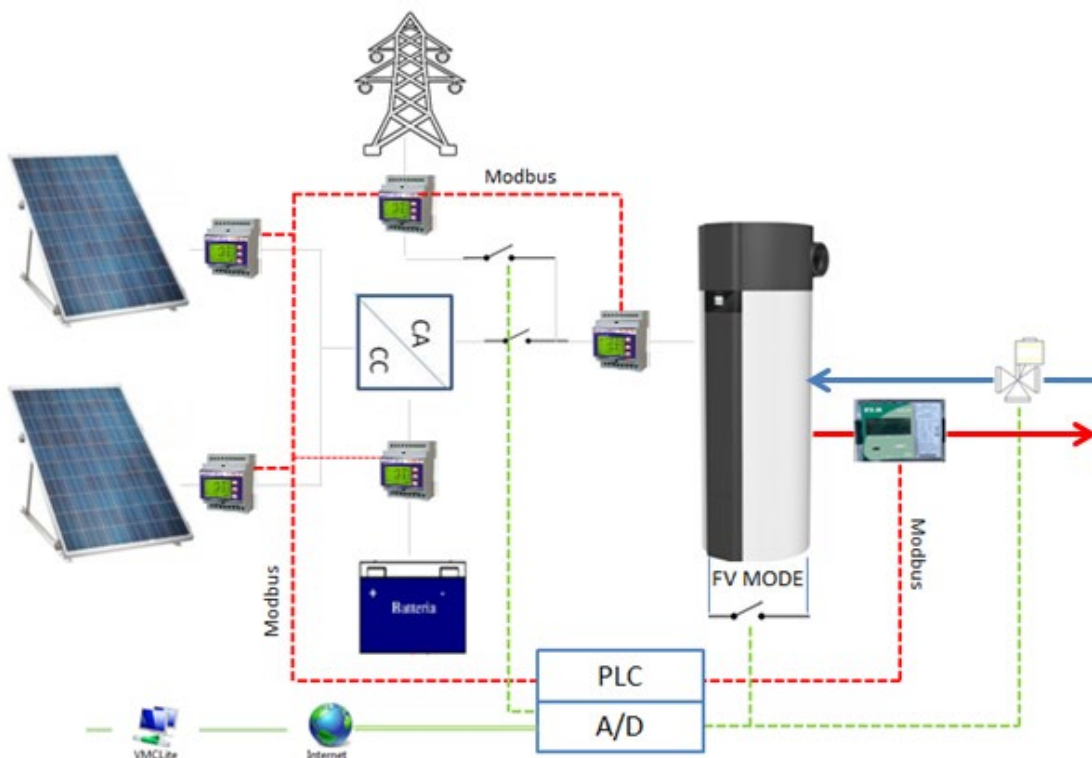 Modbus
CA
CC
Batteria
Modbus
FV MODE
Modbus
PLC
A/D
VMCLite
Internet